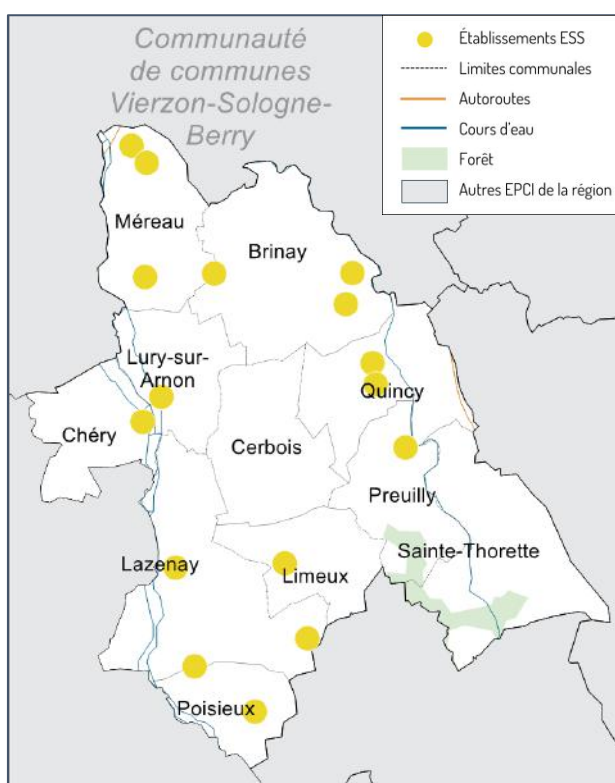 Communauté
de communes
Vierzon-Sologne-
Berry
Établissements ESS
Limites communales
Autoroutes
Cours d'eau
Forêt
Autres EPCI de la région
Méreau
Brinay
Lury-sur-
Arnon
Quincy
Chéry
Cerbois
Preuilly
Sainte-Thorette
Lazenay
Limeux
Poisieux